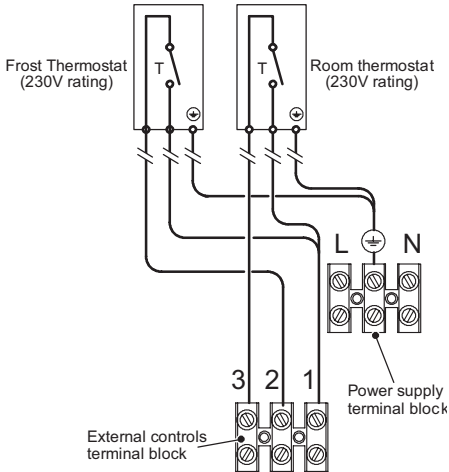 Frost Thermostat
(230V rating)
T
T
Room thermostat
(230V rating)
L
N
3
2
1
Power supply
terminal block
External controls
terminal block